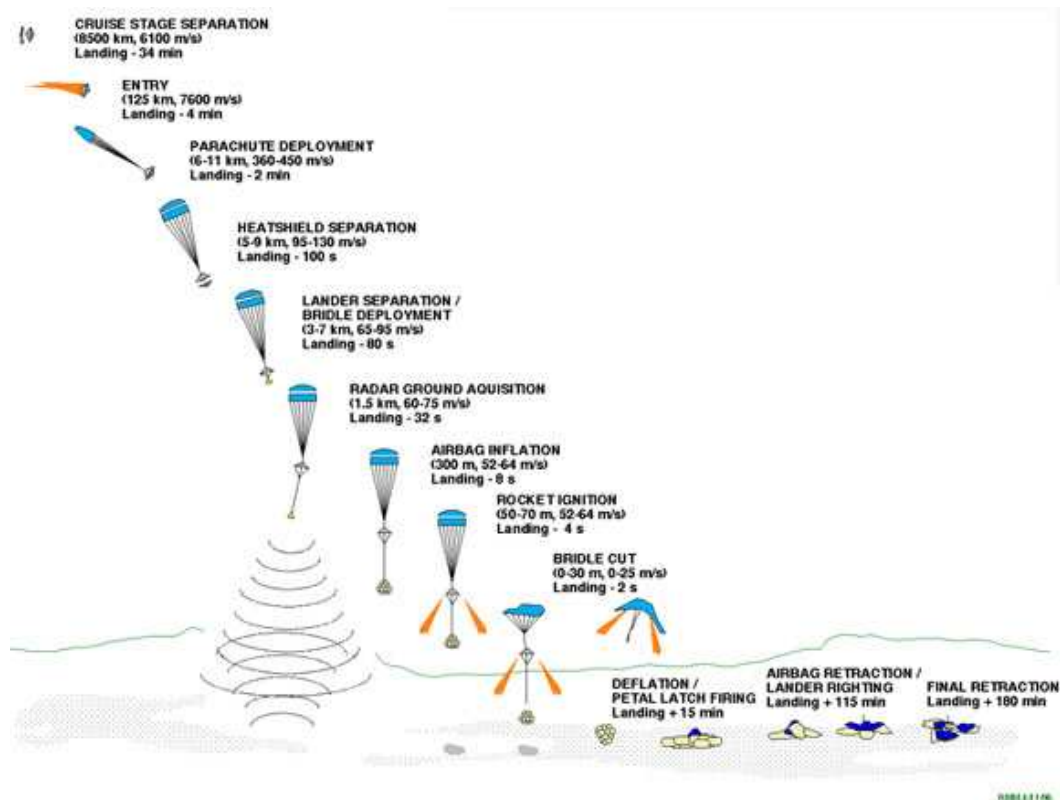 CRUISE STAGE SEPARATION
(8500 km, 6100 m/s)
Landing - 34 min
ENTRY
(125 km, 7600 m/s)
Landing - 4 min
PARACHUTE DEPLOYMENT
(6-11 km, 360-450 m/s)
Landing - 2 min
HEATSHIELD SEPARATION
(5-9 km, 95-130 m/s)
Landing - 100 s
LANDER SEPARATION /
BRIDLE DEPLOYMENT
(3-7 km, 65-95 m/s)
Landing - 80 s
RADAR GROUND AQUISITION
(1.5 km, 60-75 m/s)
Landing - 32 s
AIRBAG INFLATION
(300 m, 52-64 m/s)
Landing - 8 s
ROCKET IGNITION
(50-70 m, 52-64 m/s)
Landing - 4 s
BRIDLE CUT
(0-30 m, 0-25 m/s)
Landing - 2 s
DEFLATION /
PETAL LATCH FIRING
Landing + 15 min
AIRBAG RETRACTION /
LANDER RIGHTING
Landing + 115 min
FINAL RETRACTION
Landing + 180 min